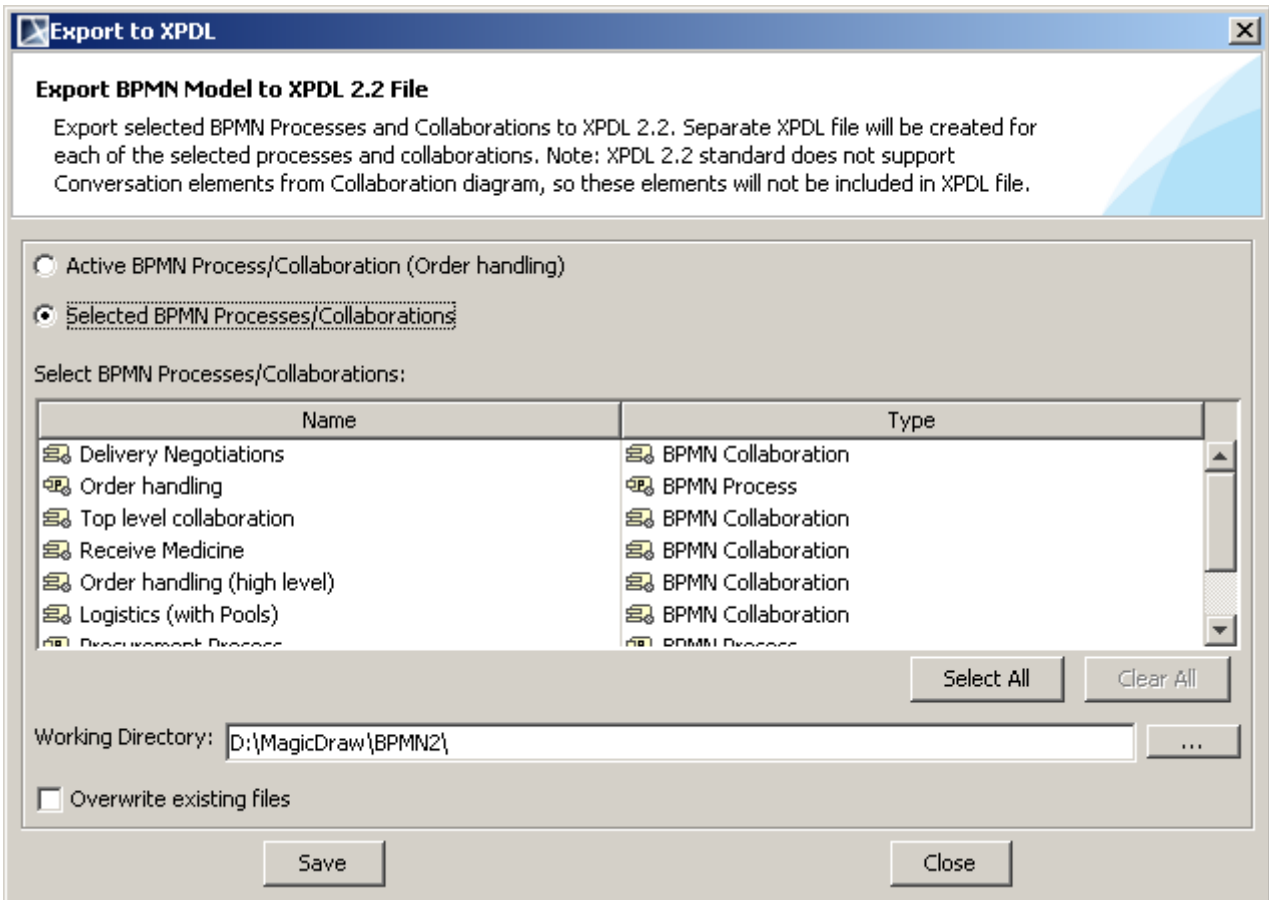 Export to XPDL
Export BPMN Model to XPDL 2.2 File
Export selected BPMN Processes and Collaborations to XPDL 2.2. Separate XPDL file will be created for
each of the selected processes and collaborations. Note: XPDL 2.2 standard does not support
Conversation elements from Collaboration diagram, so these elements will not be included in XPDL file.
Active BPMN Process/Collaboration (Order handling)
Selected BPMN Processes/Collaborations
Select BPMN Processes/Collaborations:
Name Type
Delivery Negotiations BPMN Collaboration
Order handling BPMN Process
Top level collaboration BPMN Collaboration
Receive Medicine BPMN Collaboration
Order handling (high level) BPMN Collaboration
Logistics (with Pools) BPMN Collaboration
Procurement Process BPMN Process
Select All Clear All
Working Directory: D:\MagicDraw\BPMN2\ ...
Overwrite existing files
Save Close